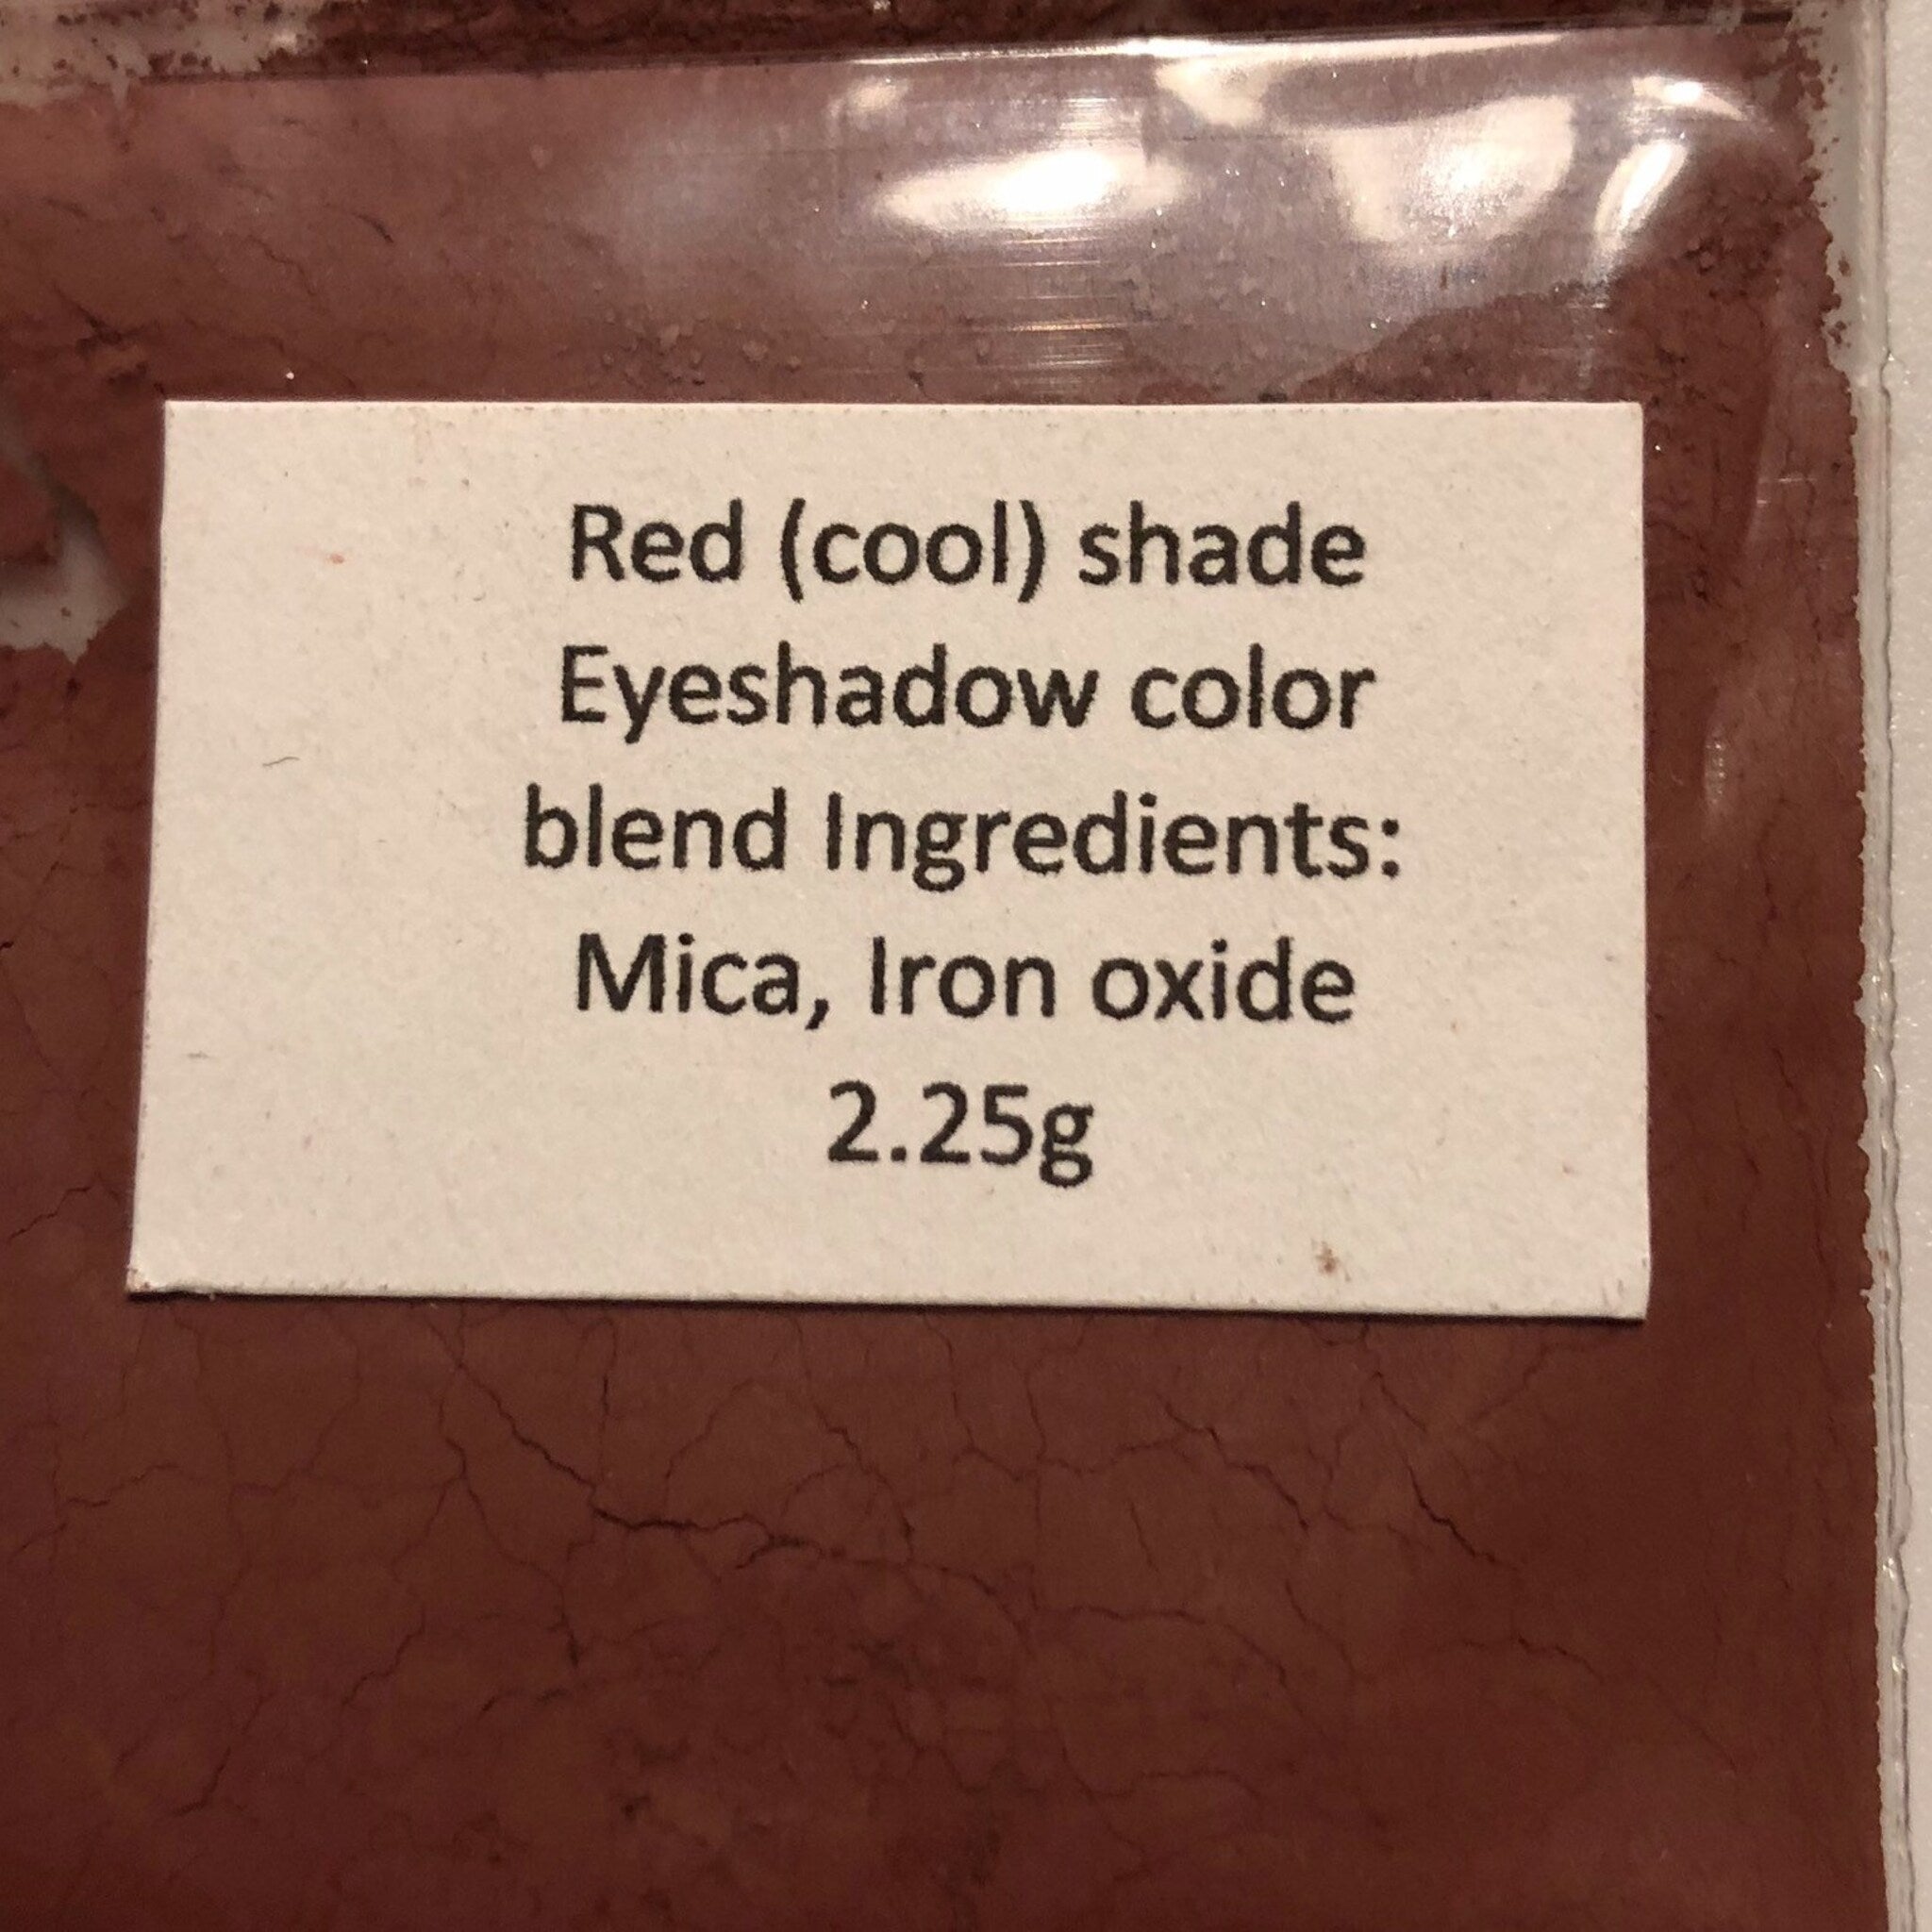 Red (cool) shade
Eyeshadow color
blend Ingredients:
Mica, Iron oxide
2.25g